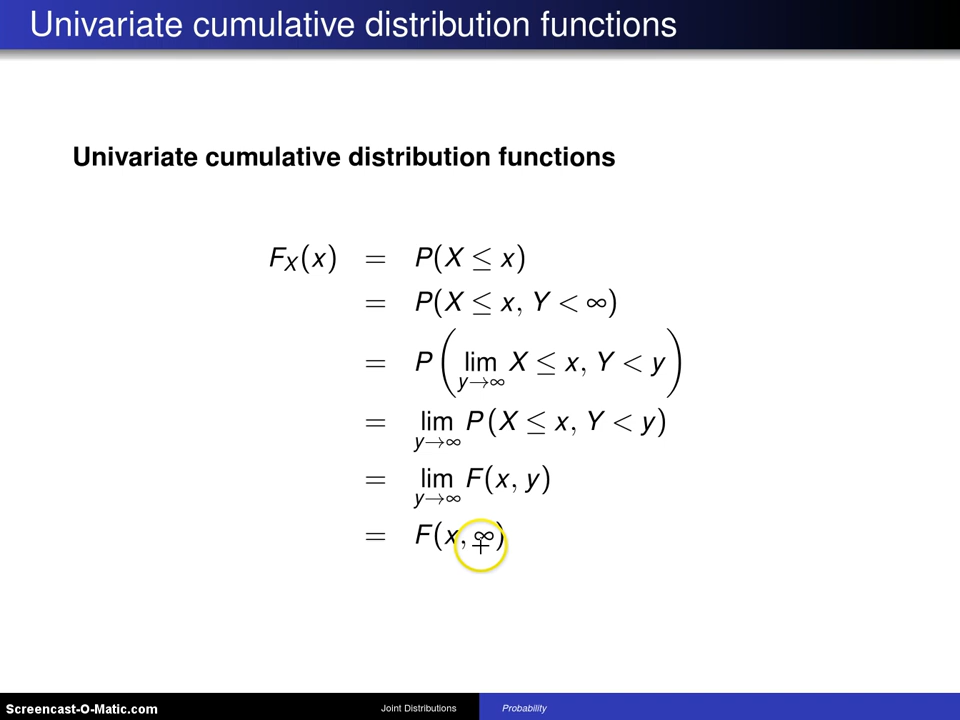 Univariate cumulative distribution functions
Univariate cumulative distribution functions
F_X(x) = P(X ≤ x)
= P(X ≤ x, Y < ∞)
= P( lim_{y→∞} X ≤ x, Y < y )
= lim_{y→∞} P(X ≤ x, Y < y)
= lim_{y→∞} F(x, y)
= F(x, ∞)
Screencast-O-Matic.com Joint Distributions Probability